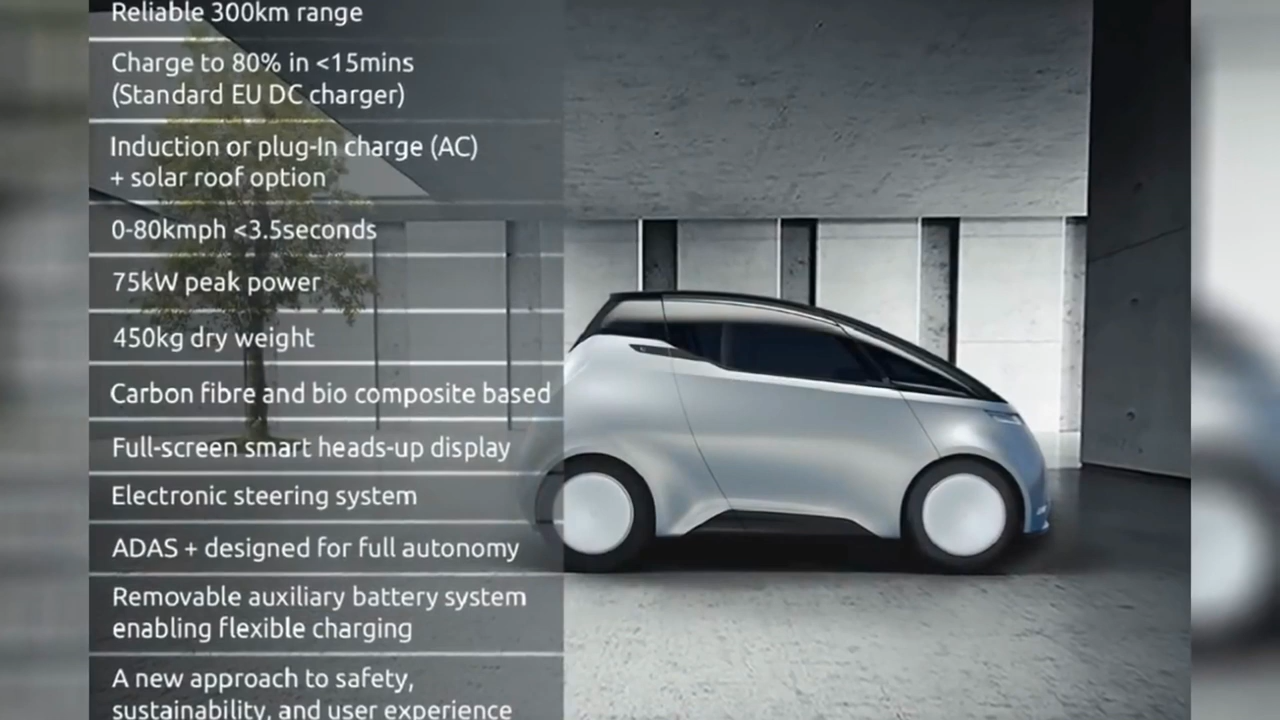 Reliable 300km range
Charge to 80% in <15mins
(Standard EU DC charger)
Induction or plug-In charge (AC)
+ solar roof option
0-80kmph <3.5seconds
75kW peak power
450kg dry weight
Carbon fibre and bio composite based
Full-screen smart heads-up display
Electronic steering system
ADAS + designed for full autonomy
Removable auxiliary battery system
enabling flexible charging
A new approach to safety,
sustainability, and user experience